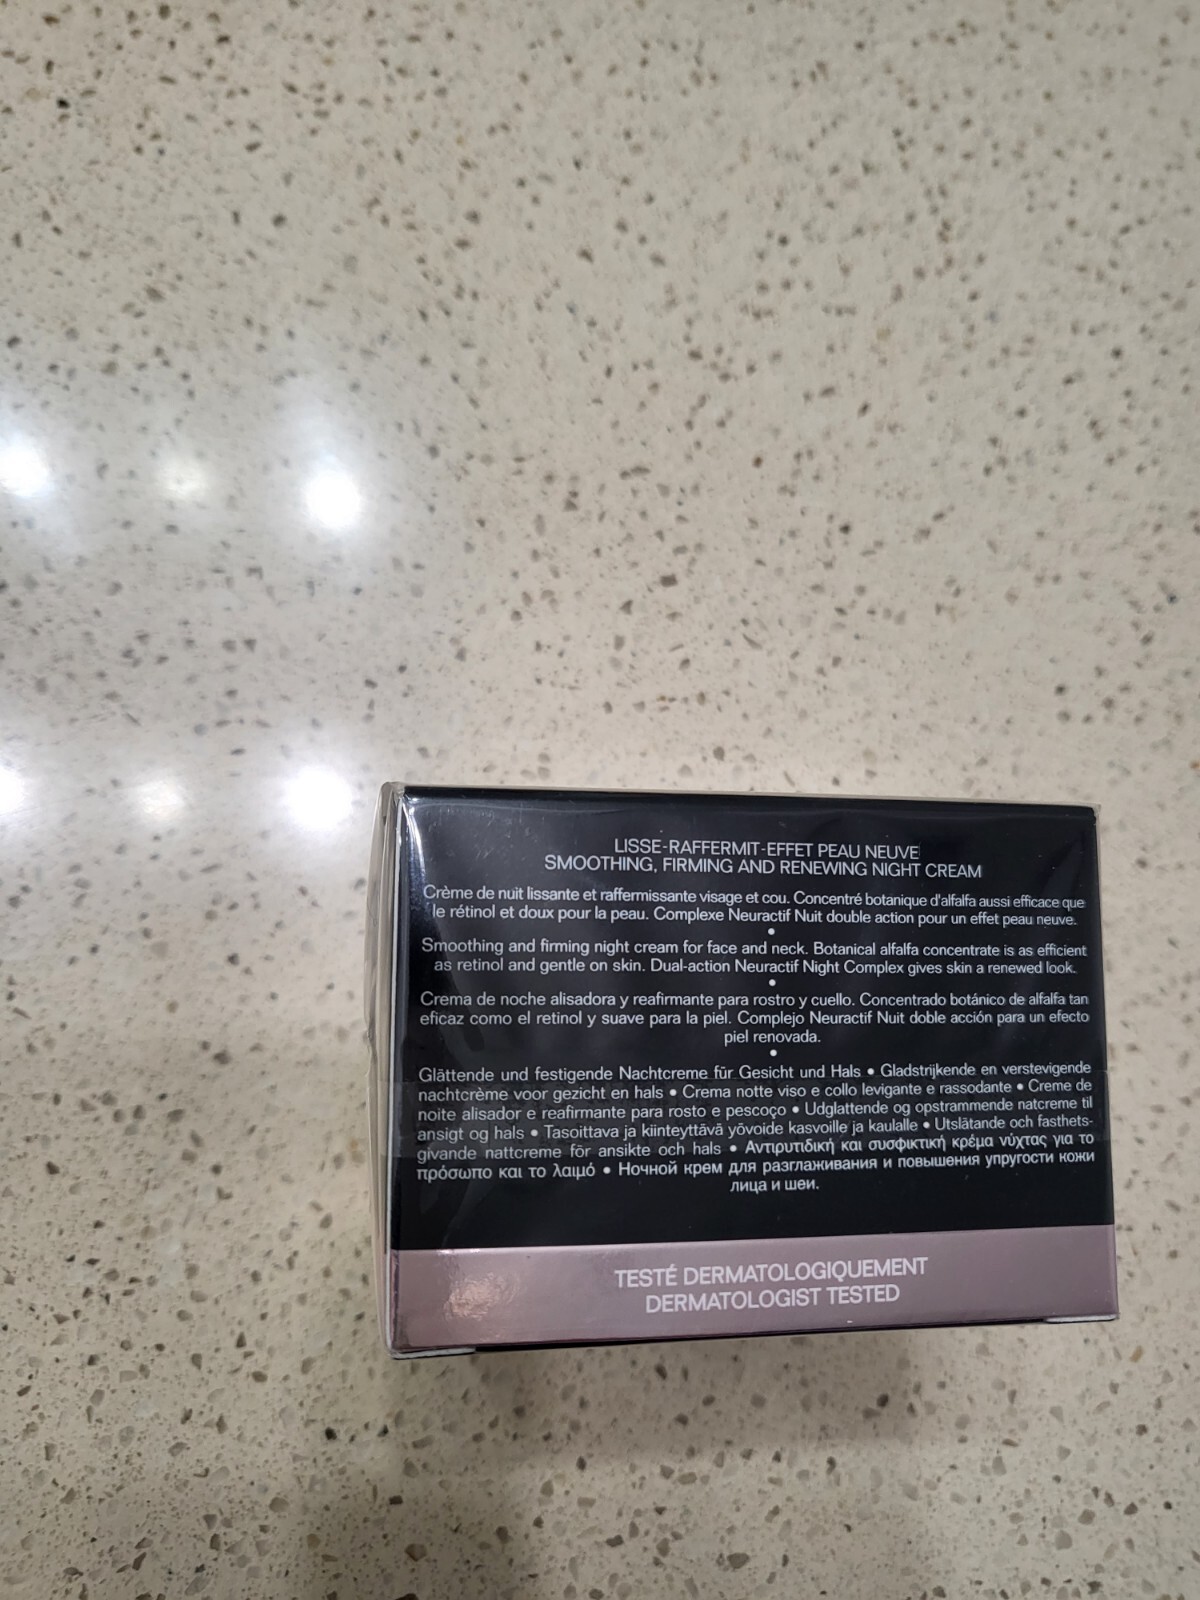 LISSE-RAFFERMIT-EFFET PEAU NEUVE
SMOOTHING, FIRMING AND RENEWING NIGHT CREAM
Crème de nuit lissante et raffermissante visage et cou. Concentré botanique d'alfalfa aussi efficace que
le rétinol et doux pour la peau. Complexe Neuractif Nuit double action pour un effet peau neuve.
•
Smoothing and firming night cream for face and neck. Botanical alfalfa concentrate is as efficient
as retinol and gentle on skin. Dual-action Neuractif Night Complex gives skin a renewed look.
•
Crema de noche alisadora y reafirmante para rostro y cuello. Concentrado botánico de alfalfa tan
eficaz como el retinol y suave para la piel. Complejo Neuractif Nuit doble acción para un efecto
piel renovada.
•
Glättende und festigende Nachtcreme für Gesicht und Hals • Gladstrijkende en verstevigende
nachtcrème voor gezicht en hals • Crema notte viso e collo levigante e rassodante • Creme de
noite alisador e reafirmante para rosto e pescoço • Udglattende og opstrammende natcreme til
ansigt og hals • Tasoittava ja kiinteyttävä yövoide kasvoille ja kaulalle • Utslätande och fasthets-
givande nattcreme för ansikte och hals • Αντιρυτιδική και συσφικτική κρέμα νύχτας για το
πρόσωπο και το λαιμό • Ночной крем для разглаживания и повышения упругости кожи
лица и шеи.
TESTÉ DERMATOLOGIQUEMENT
DERMATOLOGIST TESTED